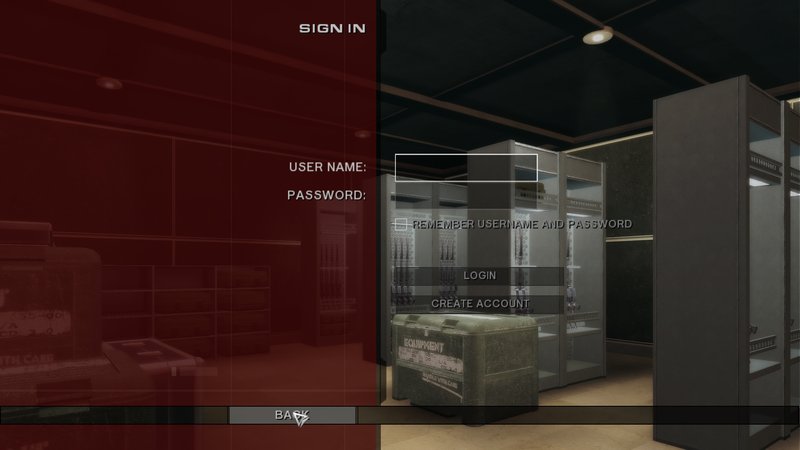 SIGN IN
USER NAME:
PASSWORD:
REMEMBER USERNAME AND PASSWORD
LOGIN
CREATE ACCOUNT
EQUIPMENT
BACK